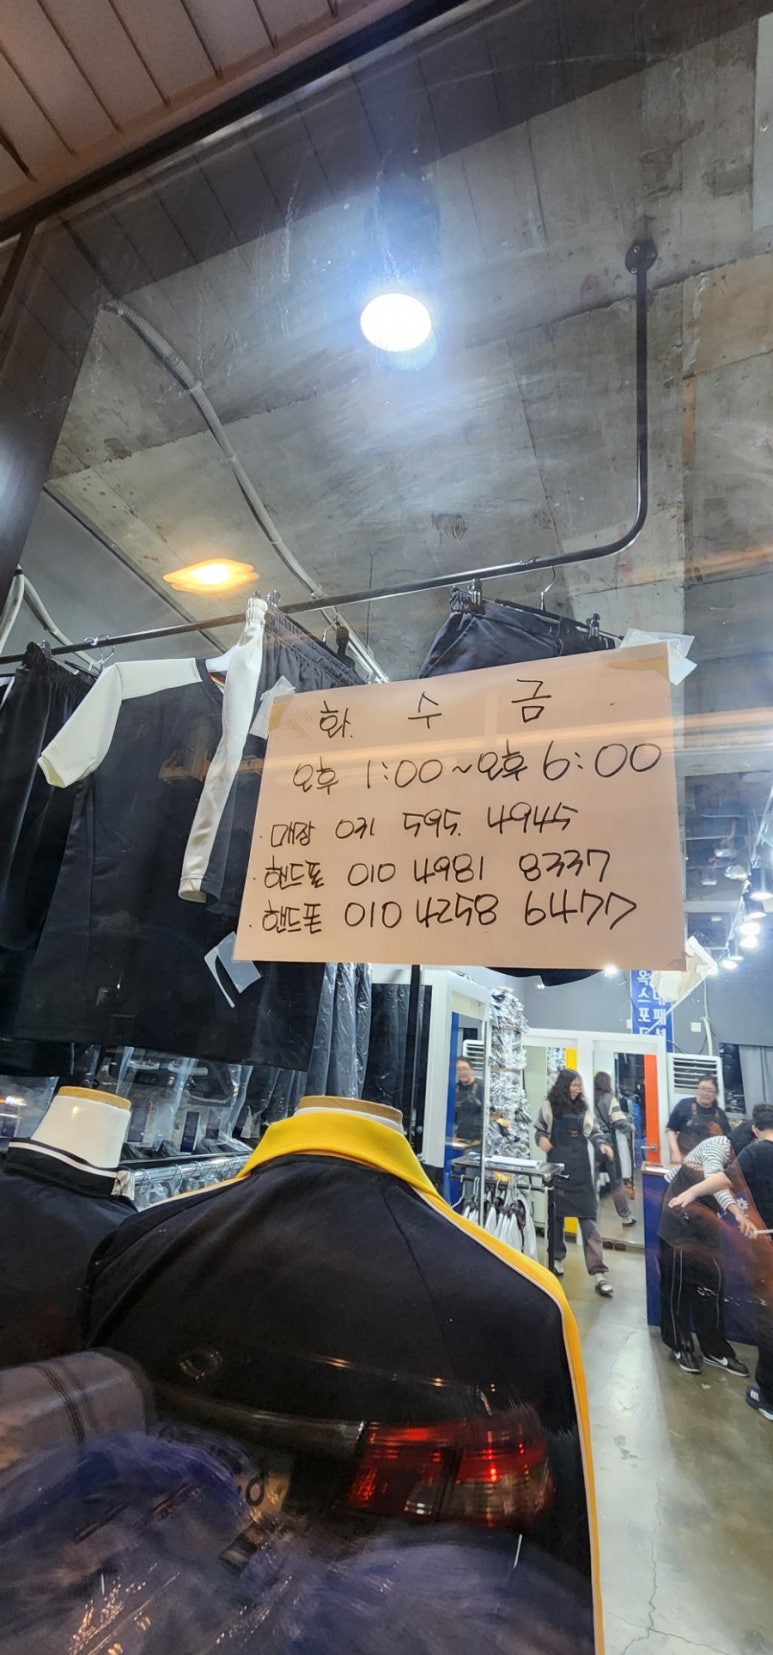 화 수 금
오후 1:00 ~ 오후 6:00
· 매장 031 595. 4945
· 핸드폰 010 4981 8337
· 핸드폰 010 4258 6477